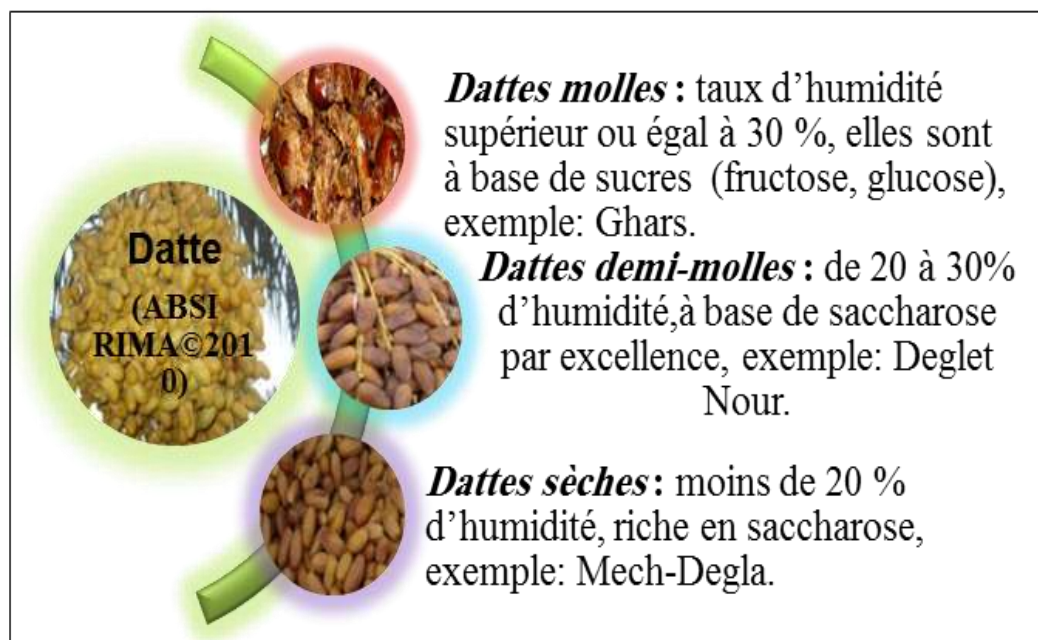 Datte
(ABSI
RIMA©201
0)
Dattes molles : taux d’humidité
supérieur ou égal à 30 %, elles sont
à base de sucres (fructose, glucose),
exemple: Ghars.
Dattes demi-molles : de 20 à 30%
d’humidité,à base de saccharose
par excellence, exemple: Deglet
Nour.
Dattes sèches : moins de 20 %
d’humidité, riche en saccharose,
exemple: Mech-Degla.